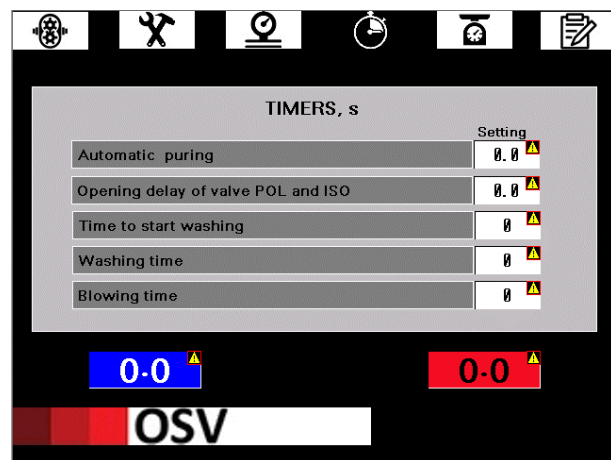 TIMERS, s
Setting
Automatic puring 0.0
Opening delay of valve POL and ISO 0.0
Time to start washing 0
Washing time 0
Blowing time 0
0.0 0.0
OSV